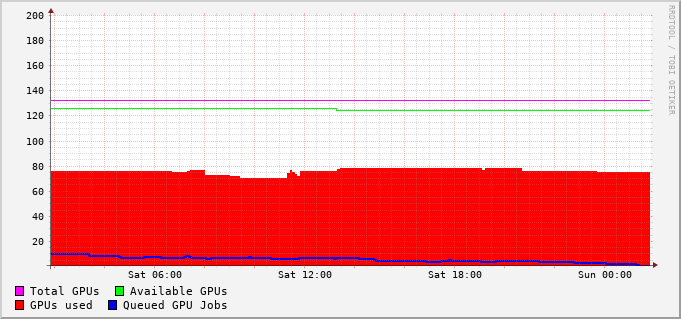 200
180
160
140
120
100
80
60
40
20
Sat 06:00 Sat 12:00 Sat 18:00 Sun 00:00
Total GPUs Available GPUs
GPUs used Queued GPU Jobs
RRDTOOL / TOBI OETIKER